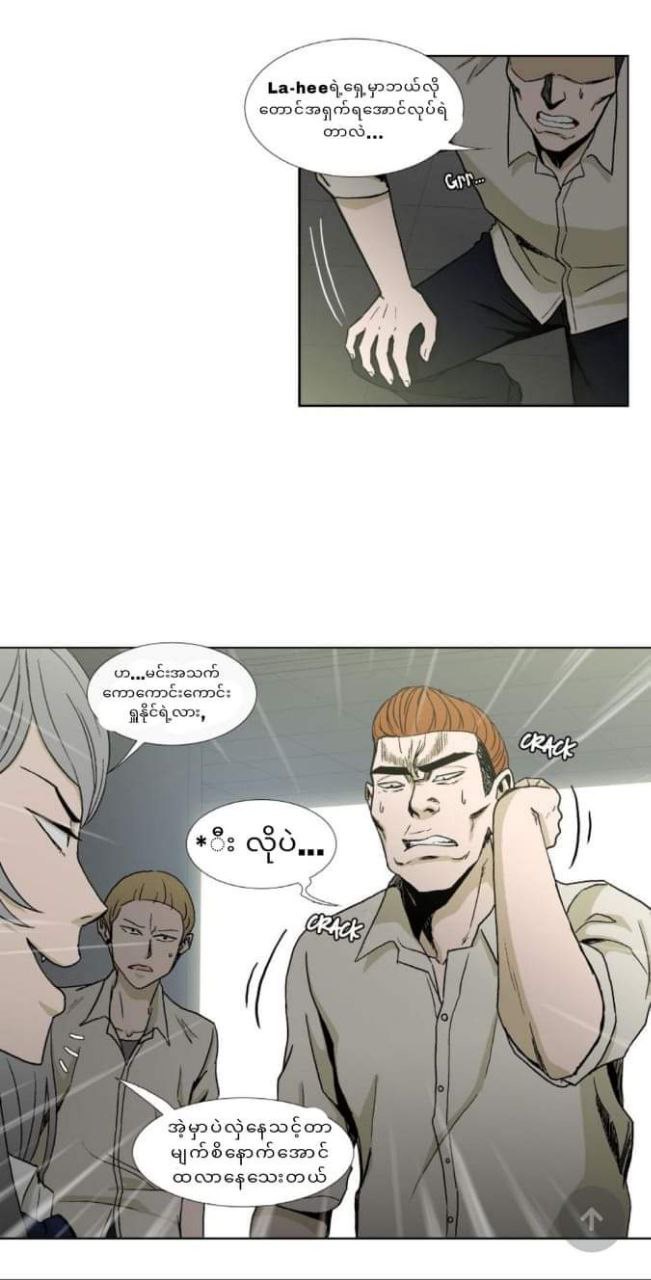 La-heeရဲ့ရှေ့မှာဘယ်လို
တောင်အရှက်ရအောင်လုပ်ရဲ
တာလဲ...
Grr...
ဟ...မင်းအသက်
ကောကောင်းကောင်း
ရှူနိုင်ရဲ့လား,
CRACK
*ီး လိုပဲ...
CRACK
အဲ့မှာပဲလှဲနေသင့်တာ
မျက်စိနောက်အောင်
ထလာနေသေးတယ်